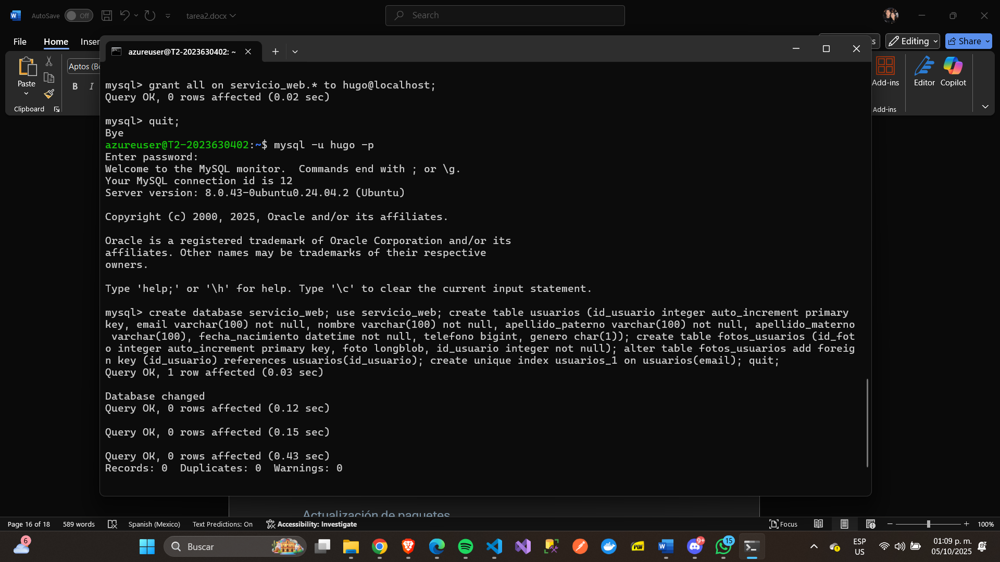 AutoSave Off tarea2.docx Search
File Home Inser s Editing Share
Paste
Aptos (Bo
B I
Clipboard
Add-ins Editor Copilot
Add-ins
azureuser@T2-2023630402: ~
mysql> grant all on servicio_web.* to hugo@localhost;
Query OK, 0 rows affected (0.02 sec)
mysql> quit;
Bye
azureuser@T2-2023630402:~$ mysql -u hugo -p
Enter password:
Welcome to the MySQL monitor.  Commands end with ; or \g.
Your MySQL connection id is 12
Server version: 8.0.43-0ubuntu0.24.04.2 (Ubuntu)
Copyright (c) 2000, 2025, Oracle and/or its affiliates.
Oracle is a registered trademark of Oracle Corporation and/or its
affiliates. Other names may be trademarks of their respective
owners.
Type 'help;' or '\h' for help. Type '\c' to clear the current input statement.
mysql> create database servicio_web; use servicio_web; create table usuarios (id_usuario integer auto_increment primary
key, email varchar(100) not null, nombre varchar(100) not null, apellido_paterno varchar(100) not null, apellido_materno
varchar(100), fecha_nacimiento datetime not null, telefono bigint, genero char(1)); create table fotos_usuarios (id_fot
o integer auto_increment primary key, foto longblob, id_usuario integer not null); alter table fotos_usuarios add foreig
n key (id_usuario) references usuarios(id_usuario); create unique index usuarios_1 on usuarios(email); quit;
Query OK, 1 row affected (0.03 sec)
Database changed
Query OK, 0 rows affected (0.12 sec)
Query OK, 0 rows affected (0.15 sec)
Query OK, 0 rows affected (0.43 sec)
Records: 0  Duplicates: 0  Warnings: 0
Actualización de paquetes
Page 16 of 18 589 words Spanish (Mexico) Text Predictions: On Accessibility: Investigate Focus 100%
6 Buscar PDF 9+ 15 ESP 01:09 p. m.
US 05/10/2025